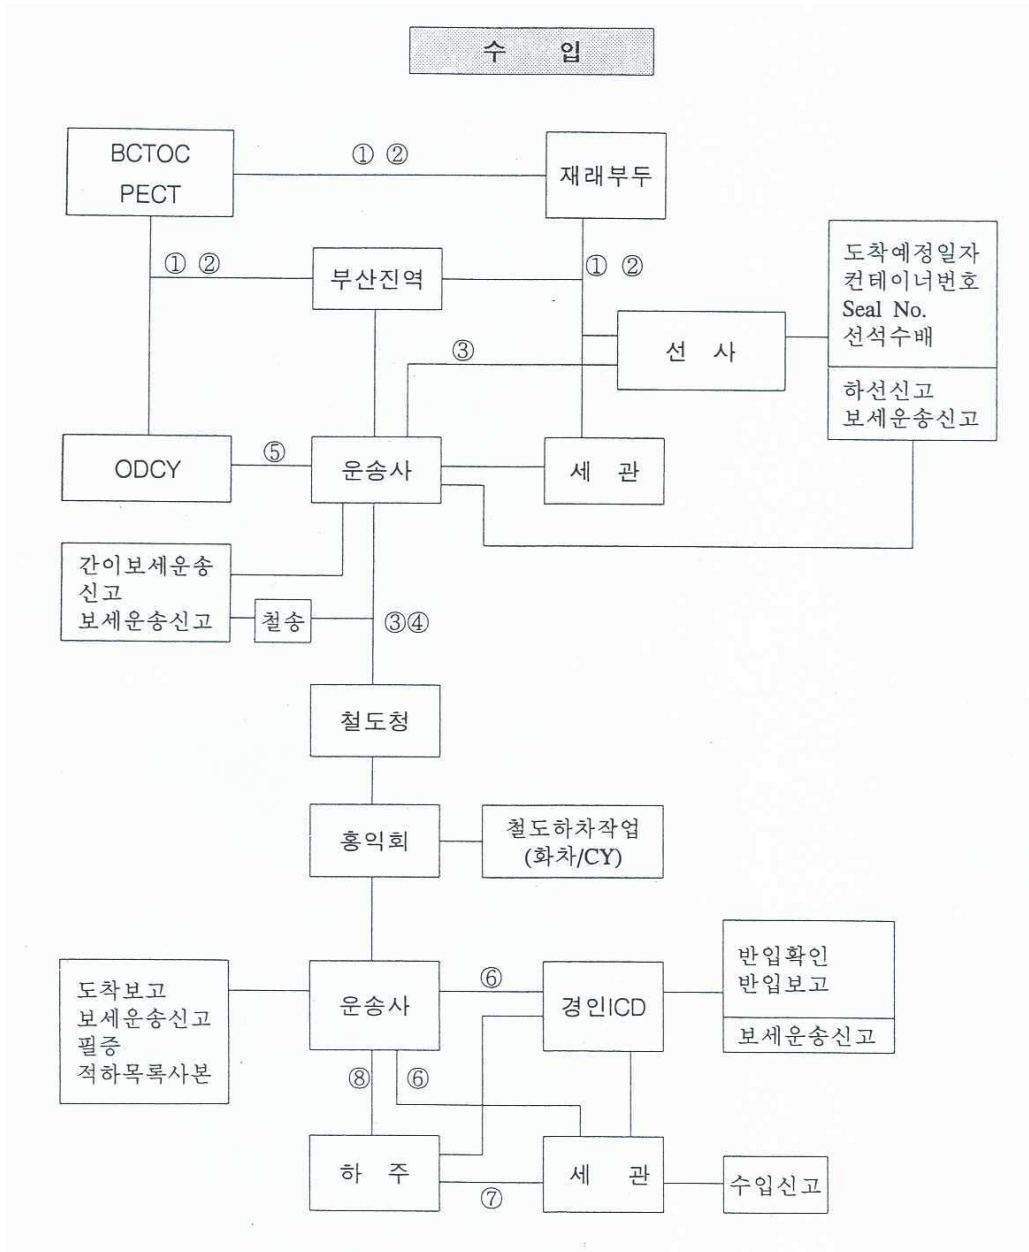 수 입
BCTOC
PECT
① ②
재래부두
① ②
부산진역
① ②
도착예정일자
컨테이너번호
Seal No.
선석수배
하선신고
보세운송신고
선 사
③
ODCY
⑤
운송사
세 관
간이보세운송
신고
보세운송신고
철송
③④
철도청
홍익회
철도하차작업
(화차/CY)
도착보고
보세운송신고
필증
적하목록사본
운송사
⑥
경인ICD
반입확인
반입보고
보세운송신고
⑧
⑥
하 주
⑦
세 관
수입신고